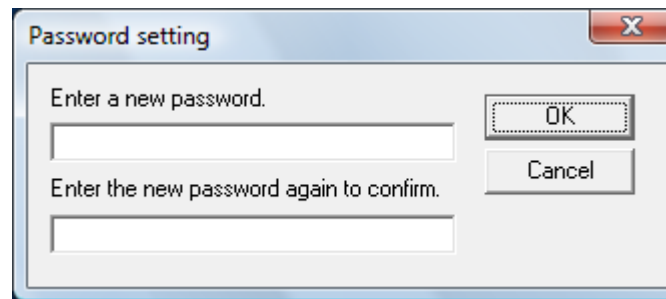 Password setting
Enter a new password.
OK
Cancel
Enter the new password again to confirm.